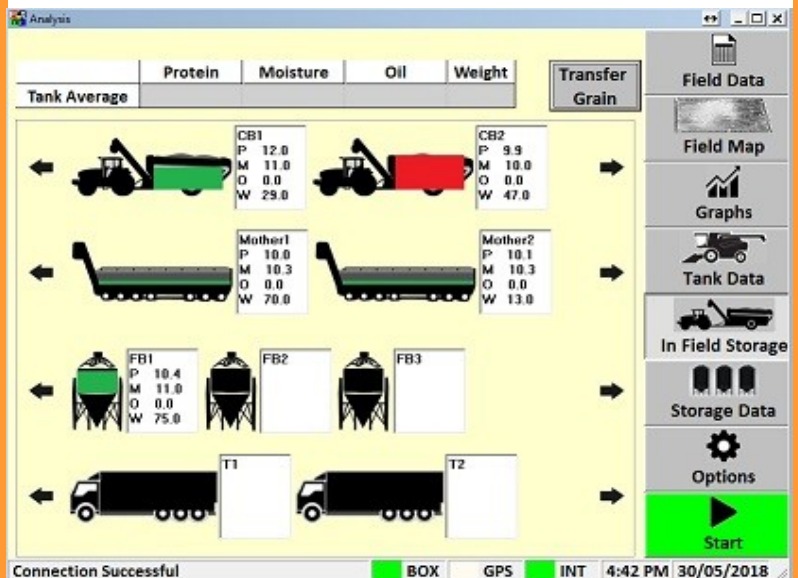 Analysis
Protein Moisture Oil Weight
Tank Average
Transfer
Grain
CB1
P 12.0
M 11.0
O 0.0
W 29.0
CB2
P 9.9
M 10.0
O 0.0
W 47.0
Mother1
P 10.0
M 10.3
O 0.0
W 70.0
Mother2
P 10.1
M 10.3
O 0.0
W 13.0
FB1
P 10.4
M 11.0
O 0.0
W 75.0
FB2
FB3
T1
T2
Field Data
Field Map
Graphs
Tank Data
In Field Storage
Storage Data
Options
Start
Connection Successful BOX GPS INT 4:42 PM 30/05/2018